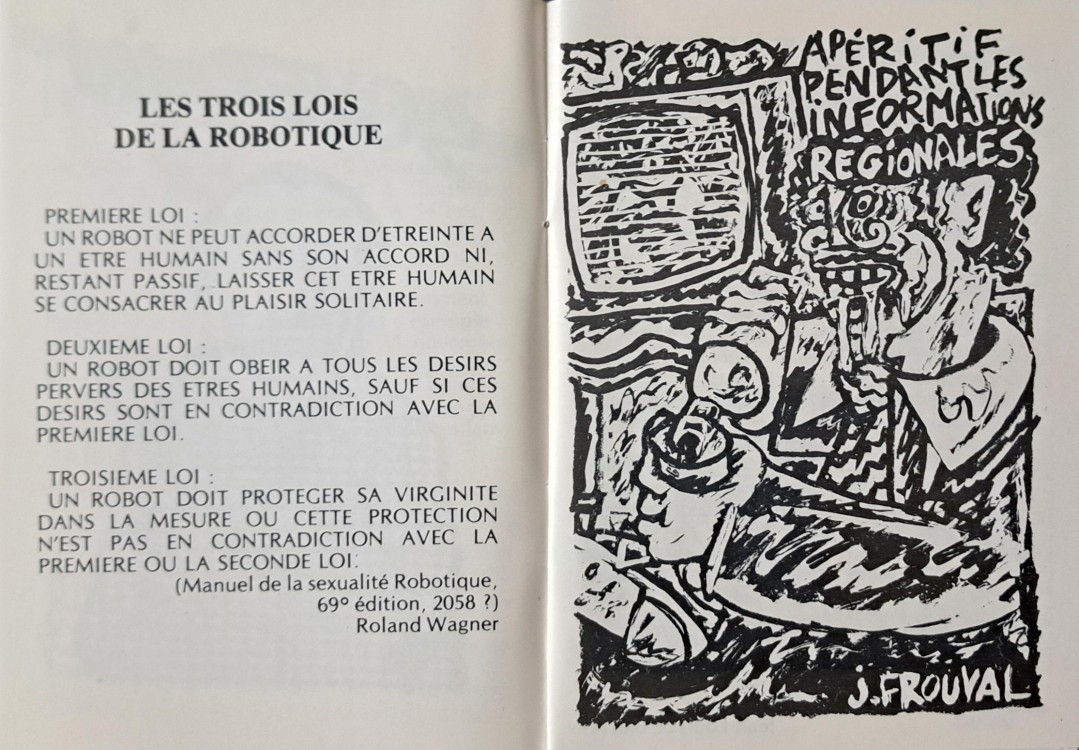 LES TROIS LOIS
DE LA ROBOTIQUE
PREMIERE LOI :
UN ROBOT NE PEUT ACCORDER D'ETREINTE A
UN ETRE HUMAIN SANS SON ACCORD NI,
RESTANT PASSIF, LAISSER CET ETRE HUMAIN
SE CONSACRER AU PLAISIR SOLITAIRE.
DEUXIEME LOI :
UN ROBOT DOIT OBEIR A TOUS LES DESIRS
PERVERS DES ETRES HUMAINS, SAUF SI CES
DESIRS SONT EN CONTRADICTION AVEC LA
PREMIERE LOI.
TROISIEME LOI :
UN ROBOT DOIT PROTEGER SA VIRGINITE
DANS LA MESURE OU CETTE PROTECTION
N'EST PAS EN CONTRADICTION AVEC LA
PREMIERE OU LA SECONDE LOI.
(Manuel de la sexualité Robotique,
69º édition, 2058 ?)
Roland Wagner
APÉRITIF
PENDANT LES
INFORMATIONS
REGIONALES
J. FROUVAL